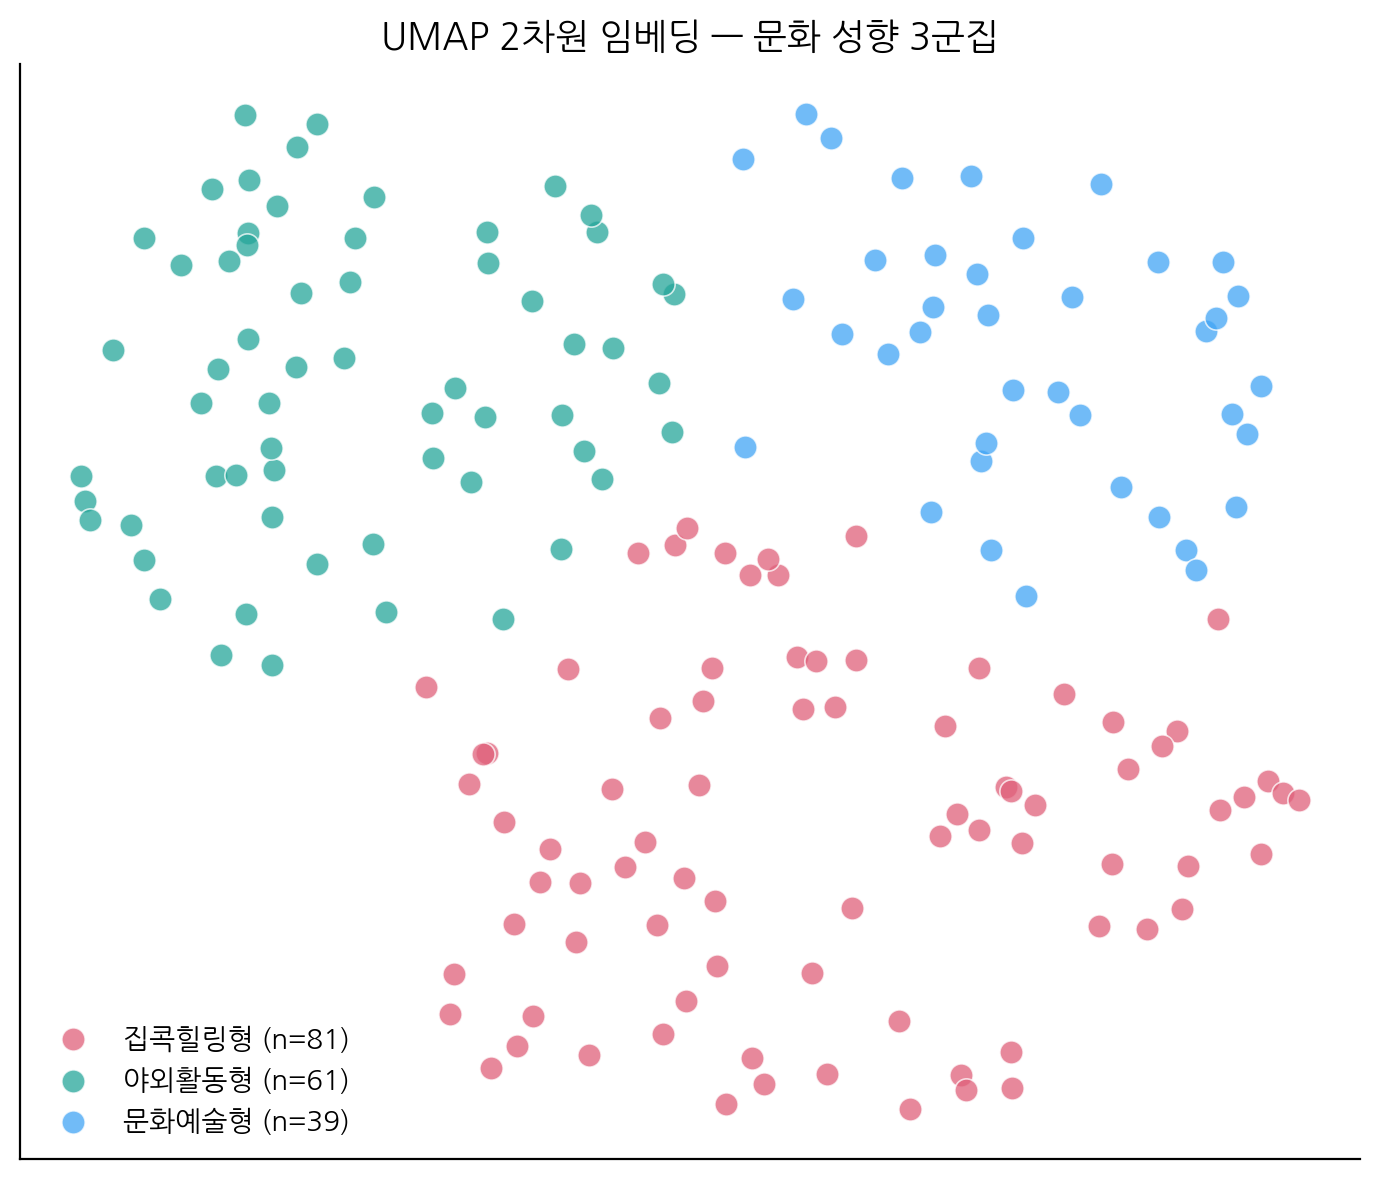 UMAP 2차원 임베딩 — 문화 성향 3군집
집콕힐링형 (n=81)
야외활동형 (n=61)
문화예술형 (n=39)